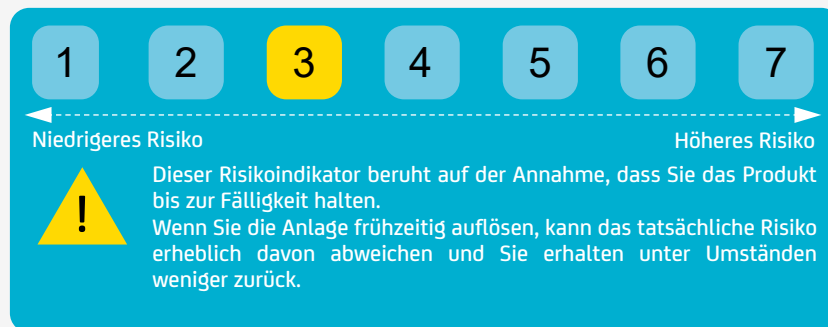 1 2 3 4 5 6 7
Niedrigeres Risiko Höheres Risiko
!
Dieser Risikoindikator beruht auf der Annahme, dass Sie das Produkt
bis zur Fälligkeit halten.
Wenn Sie die Anlage frühzeitig auflösen, kann das tatsächliche Risiko
erheblich davon abweichen und Sie erhalten unter Umständen
weniger zurück.